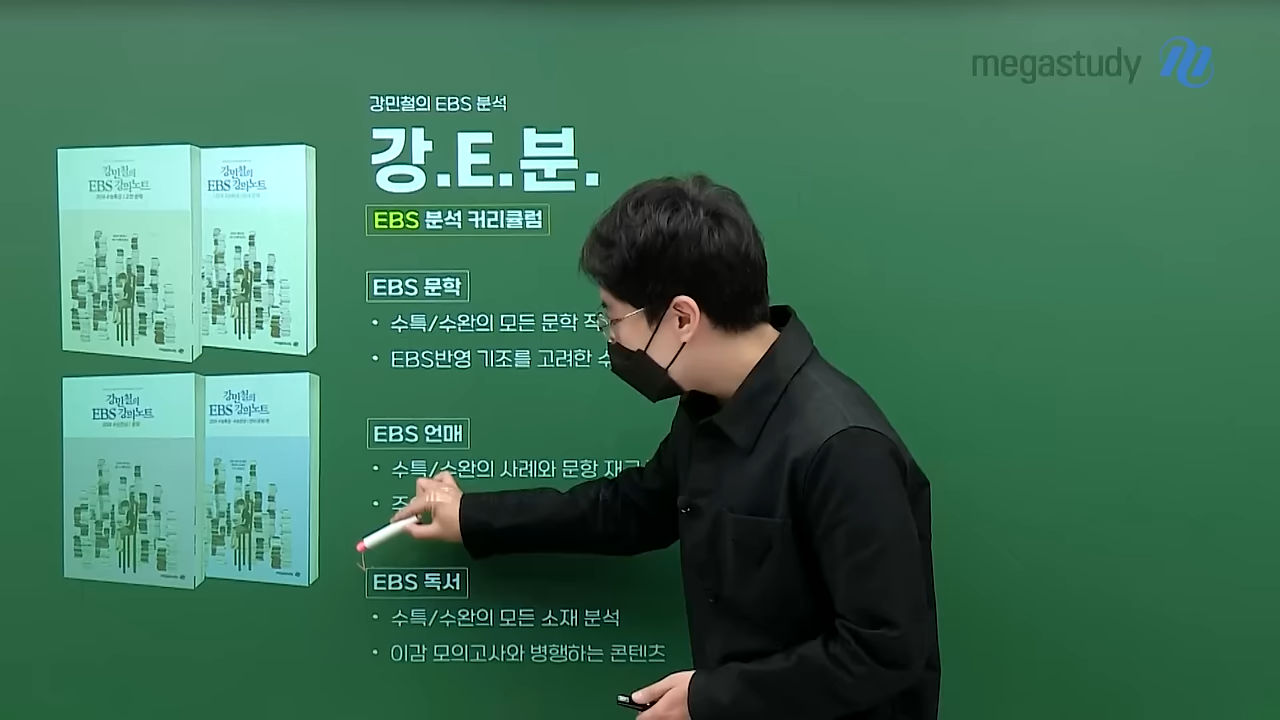 megastudy
강민철의 EBS 분석
강.E.분.
EBS 분석 커리큘럼
EBS 문학
• 수특/수완의 모든 문학 작
• EBS반영 기조를 고려한 수
EBS 언매
• 수특/수완의 사례와 문항 재구
•
EBS 독서
• 수특/수완의 모든 소재 분석
• 이감 모의고사와 병행하는 콘텐츠
강민철의
EBS 강의노트
강민철의
EBS 강의노트
강민철의
EBS 강의노트
강민철의
EBS 강의노트